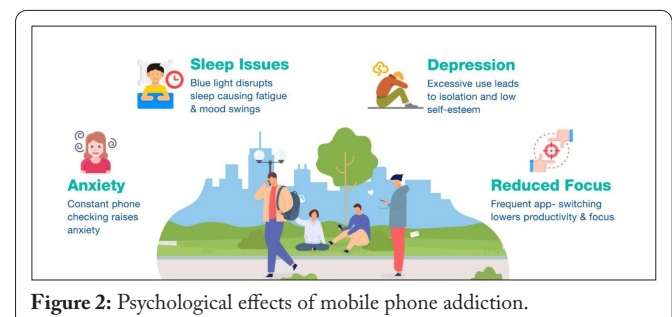 Sleep Issues
Blue light disrupts
sleep causing fatigue
& mood swings
Depression
Excessive use leads
to isolation and low
self-esteem
Anxiety
Constant phone
checking raises
anxiety
Reduced Focus
Frequent app- switching
lowers productivity & focus
Figure 2: Psychological effects of mobile phone addiction.